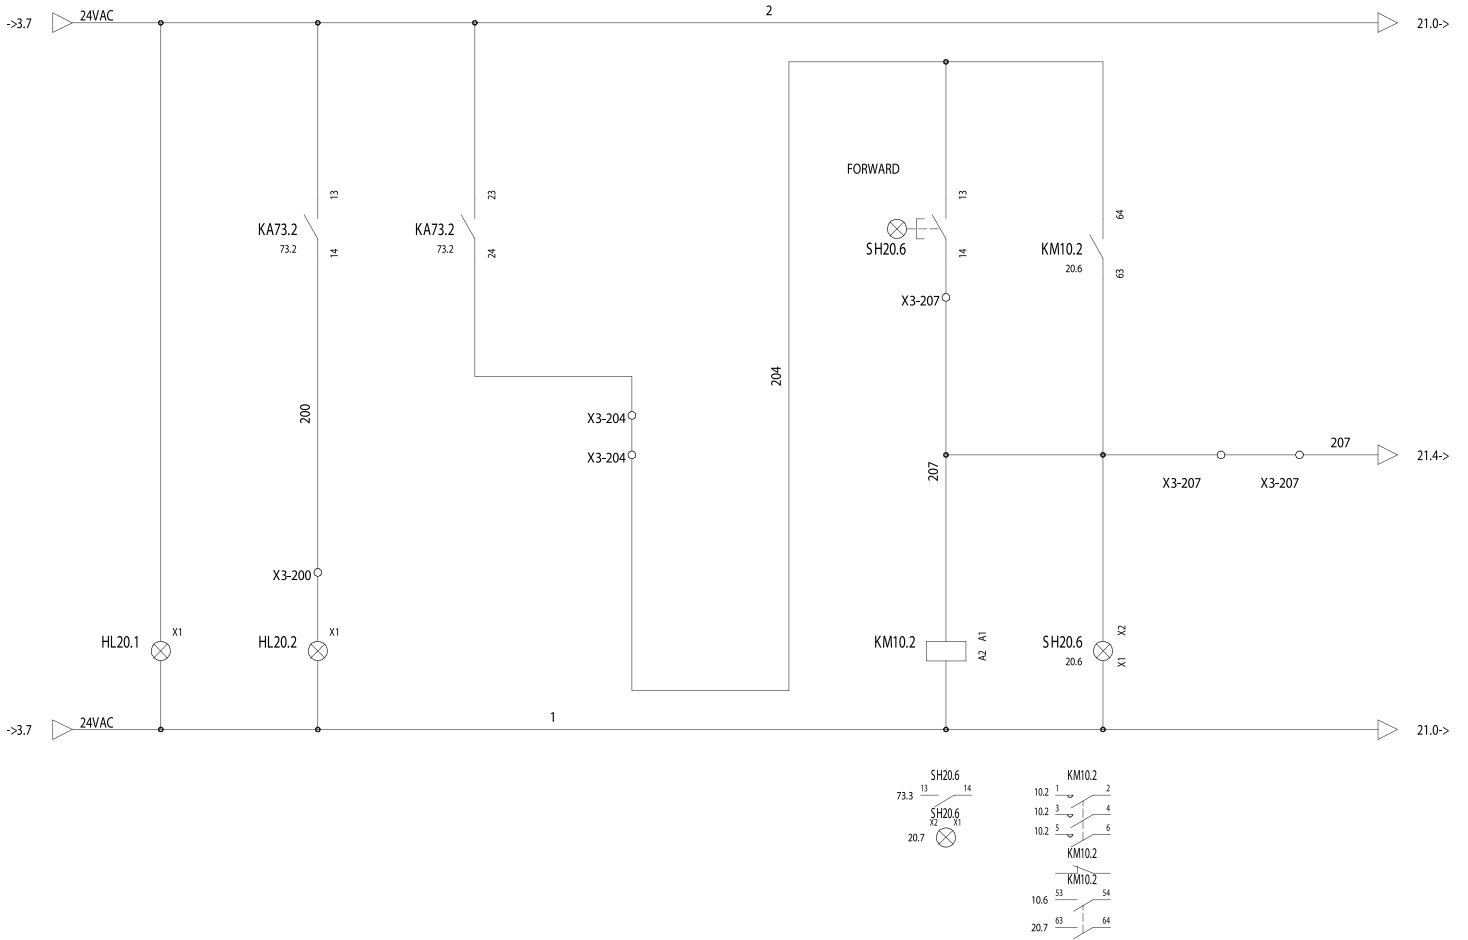 ->3.7
24VAC
2
21.0->
FORWARD
13
23
13
64
KA73.2
73.2
KA73.2
73.2
14
24
SH20.6
14
KM10.2
20.6
63
X3-207
204
200
X3-204
X3-204
207
207
21.4->
X3-207
X3-207
X3-200
HL20.1
X1
HL20.2
X1
KM10.2
A1
A2
SH20.6
20.6
X2
X1
->3.7
24VAC
1
21.0->
SH20.6
73.3 13 14
SH20.6
X2 X1
20.7
KM10.2
10.2 1 2
10.2 3 4
10.2 5 6
KM10.2
KM10.2
10.6 53 54
20.7 63 64